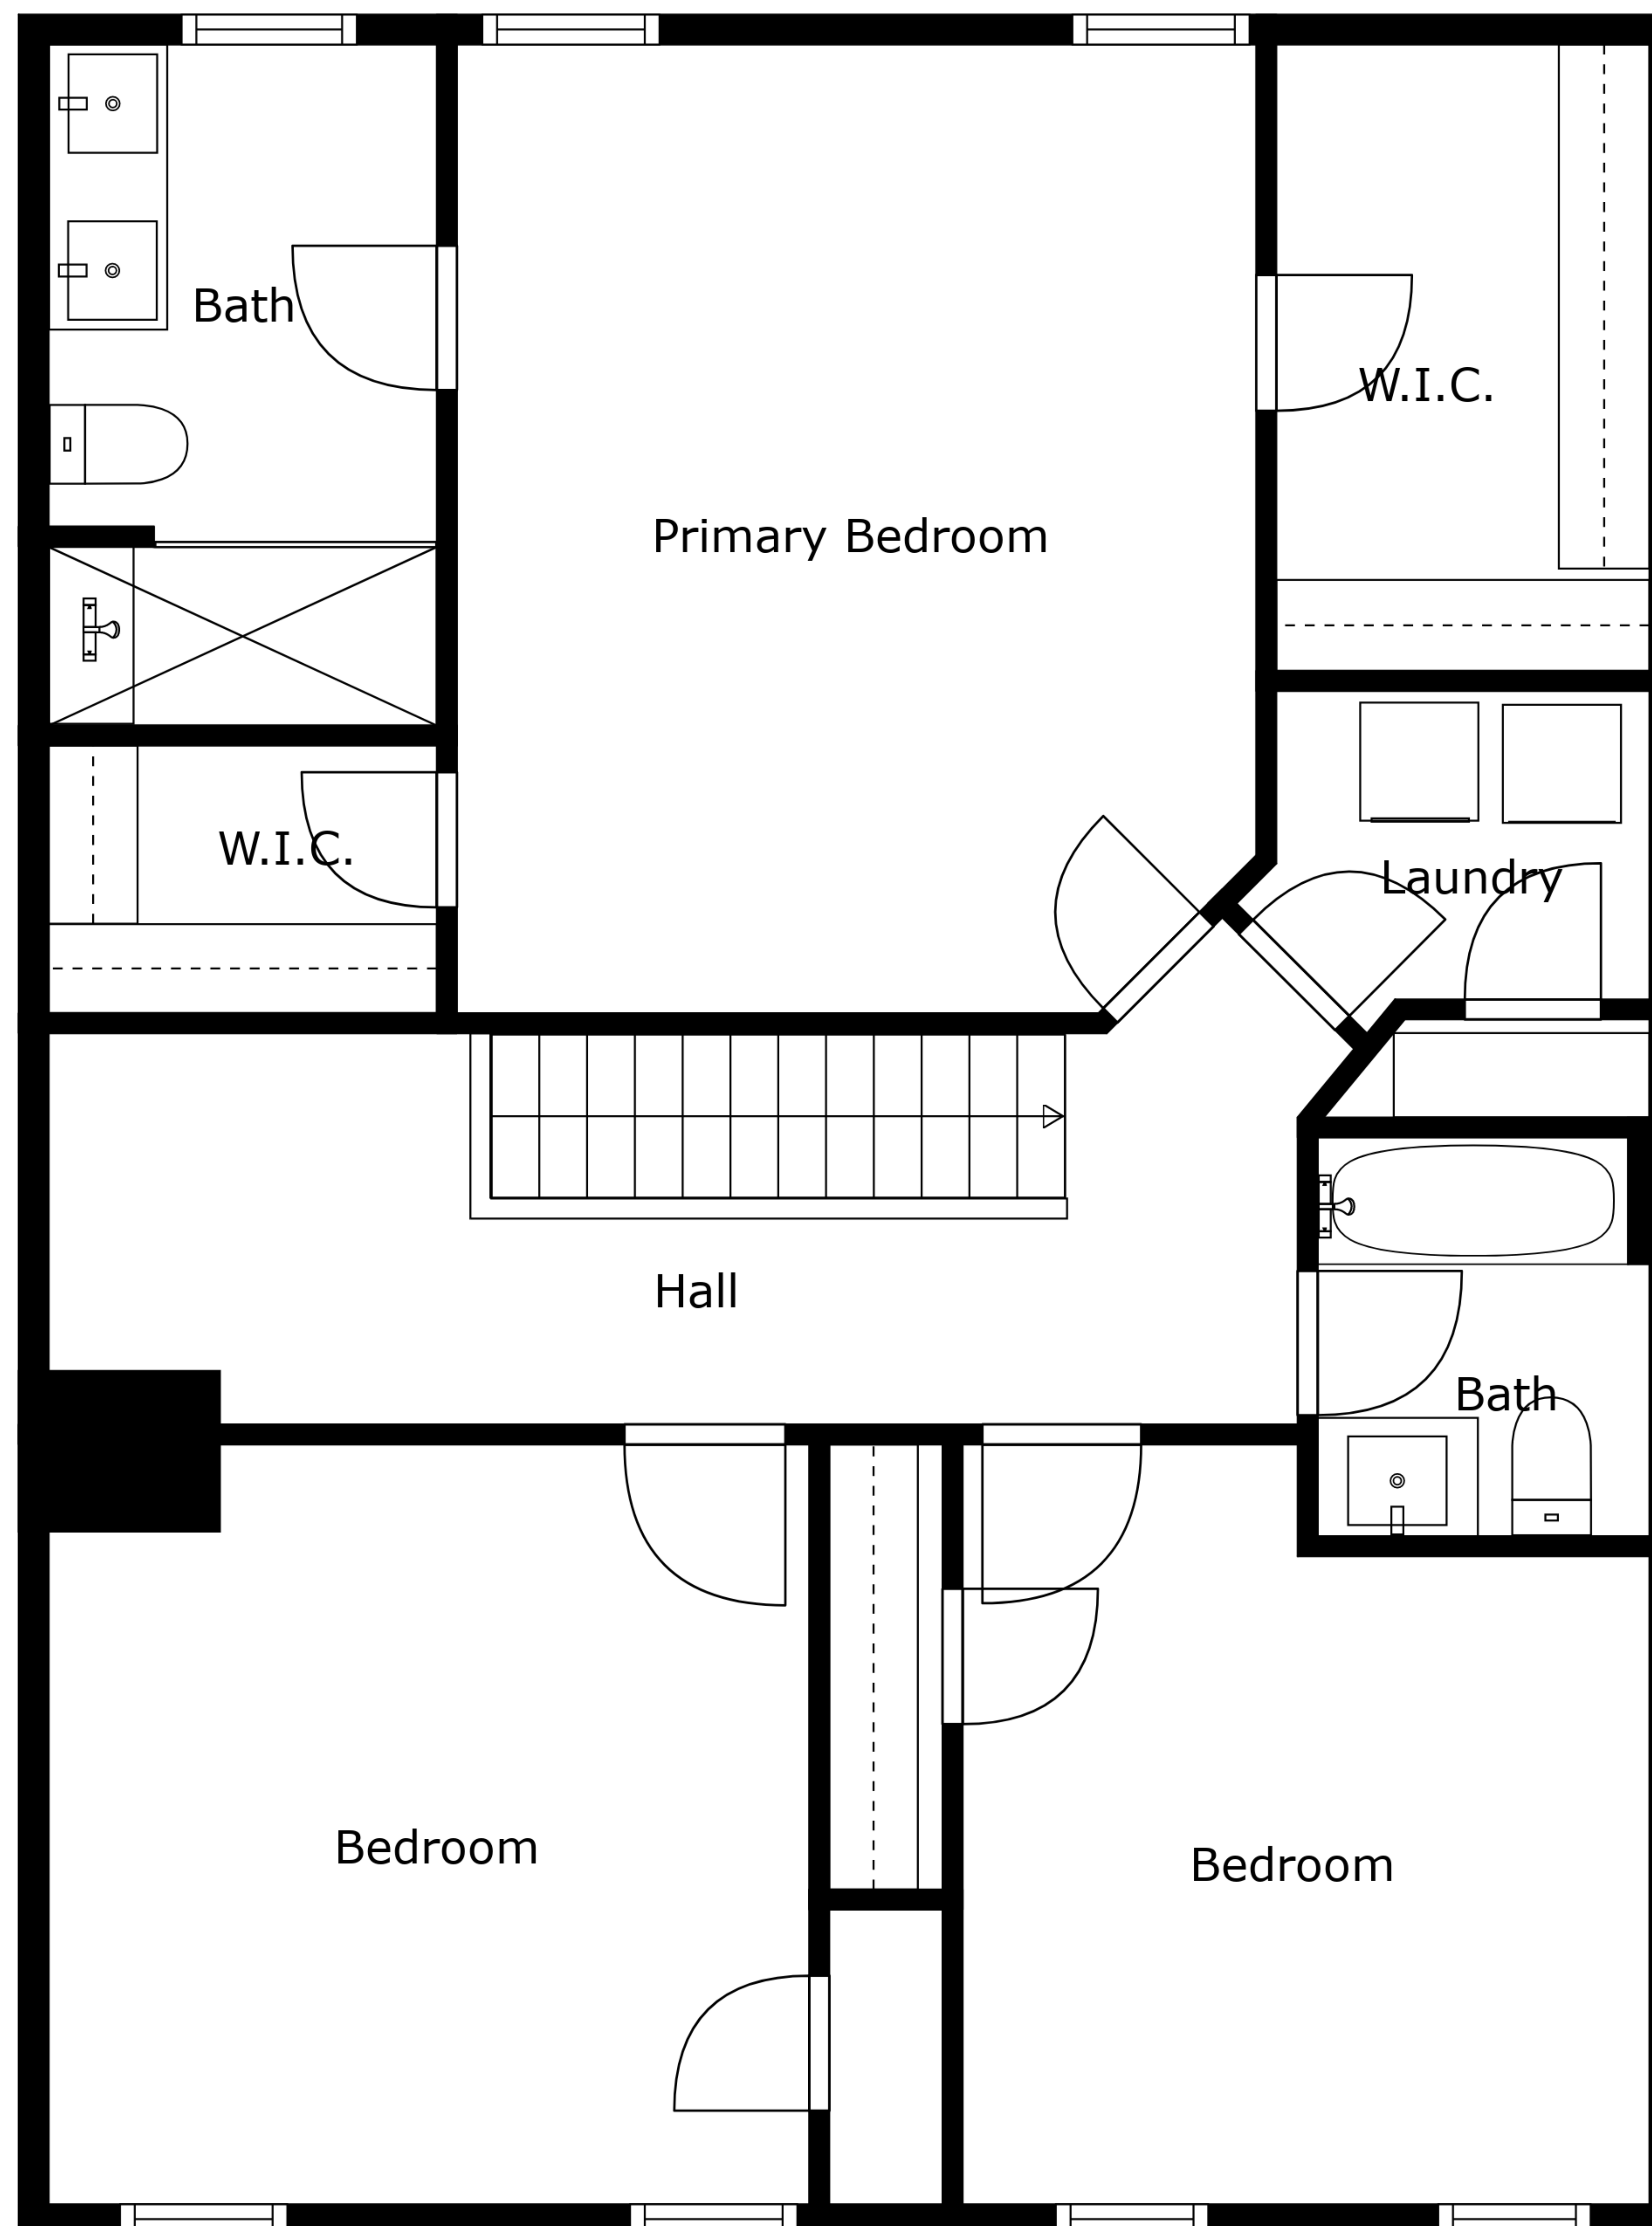 Bath
W.I.C.
Primary Bedroom
W.I.C.
Laundry
Hall
Bath
Bedroom
Bedroom